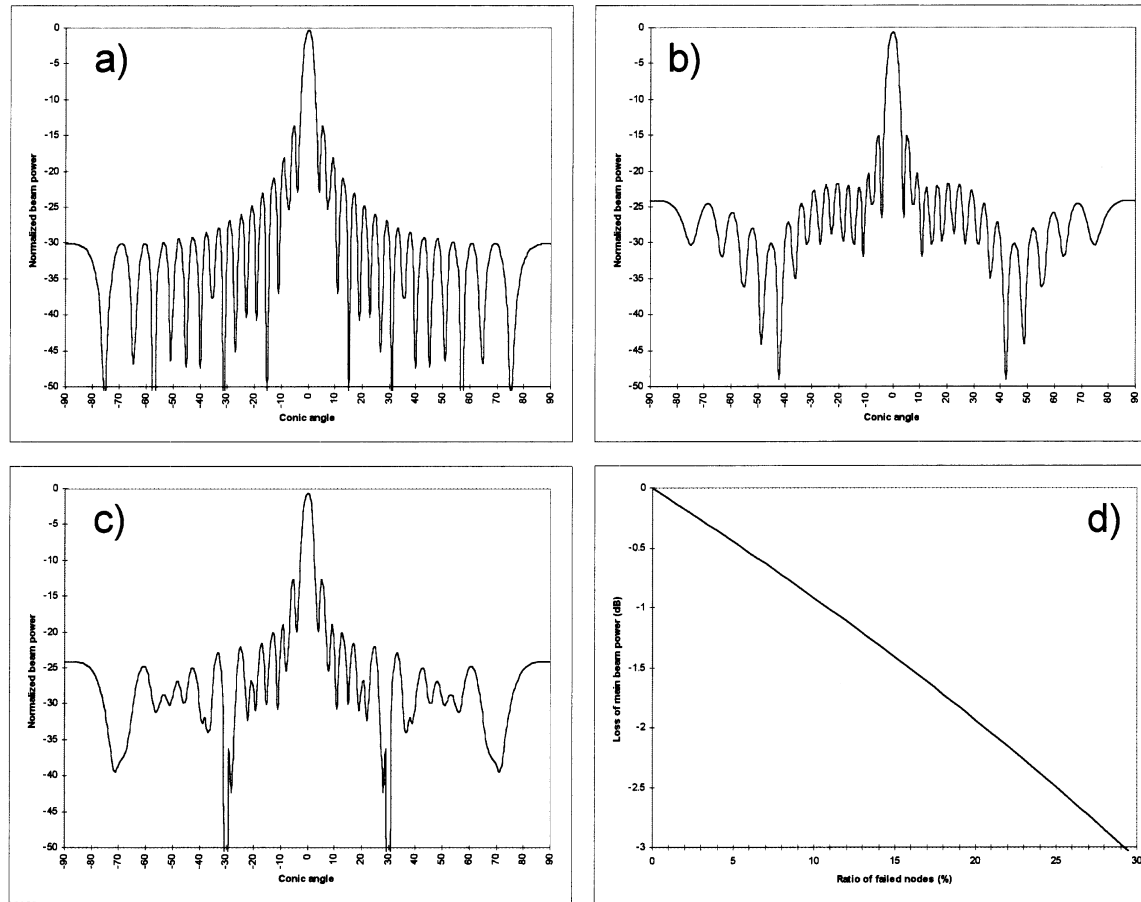 a)
0
-5
-10
-15
-20
-25
-30
-35
-40
-45
-50
Normalized beam power
-90 -80 -70 -60 -50 -40 -30 -20 -10 0 10 20 30 40 50 60 70 80 90
Conic angle
b)
0
-5
-10
-15
-20
-25
-30
-35
-40
-45
-50
Normalized beam power
-90 -80 -70 -60 -50 -40 -30 -20 -10 0 10 20 30 40 50 60 70 80 90
Conic angle
c)
0
-5
-10
-15
-20
-25
-30
-35
-40
-45
-50
Normalized beam power
-90 -80 -70 -60 -50 -40 -30 -20 -10 0 10 20 30 40 50 60 70 80 90
Conic angle
d)
0
-0.5
-1
-1.5
-2
-2.5
-3
Loss of main beam power (dB)
0 5 10 15 20 25 30
Ratio of failed nodes (%)